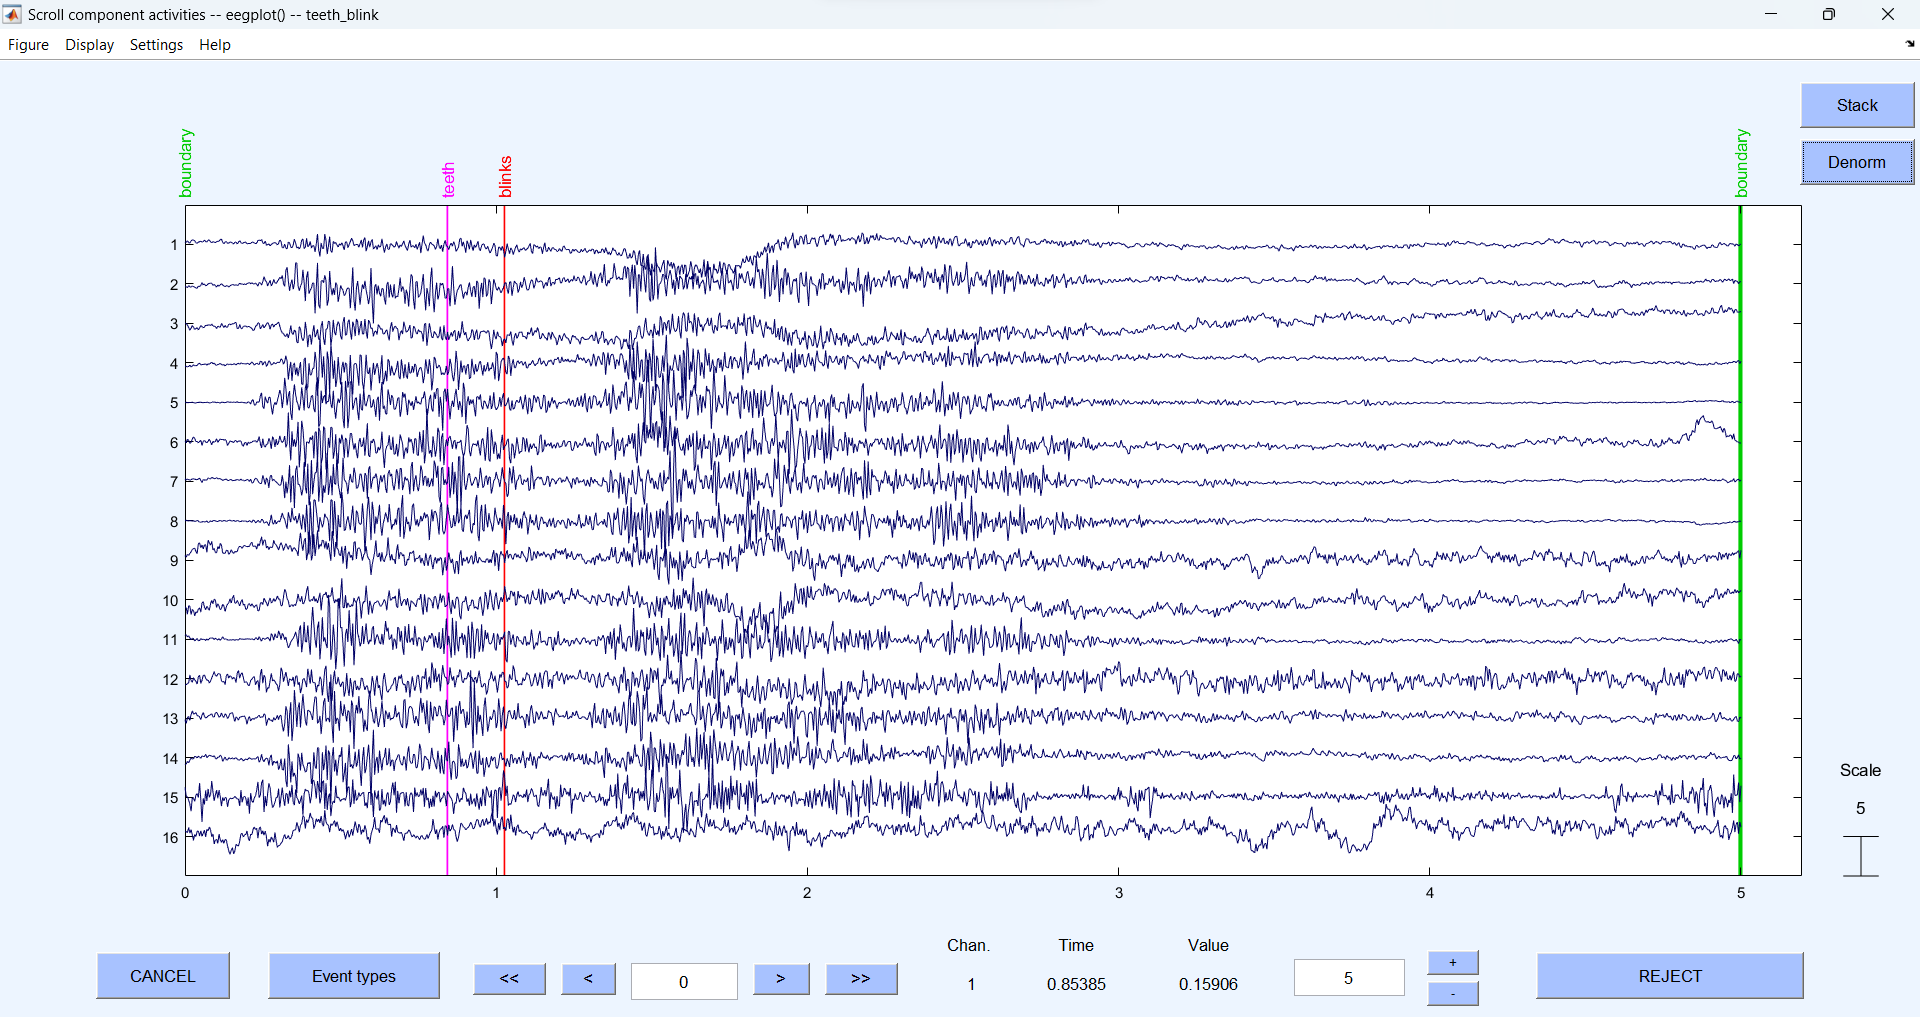 Scroll component activities -- eegplot() -- teeth_blink
Figure Display Settings Help
Stack
Denorm
boundary
teeth
blinks
boundary
1
2
3
4
5
6
7
8
9
10
11
12
13
14
15
16
0 1 2 3 4 5
Scale
5
Chan. Time Value
CANCEL Event types << < 0 > >> 1 0.85385 0.15906 5 + - REJECT